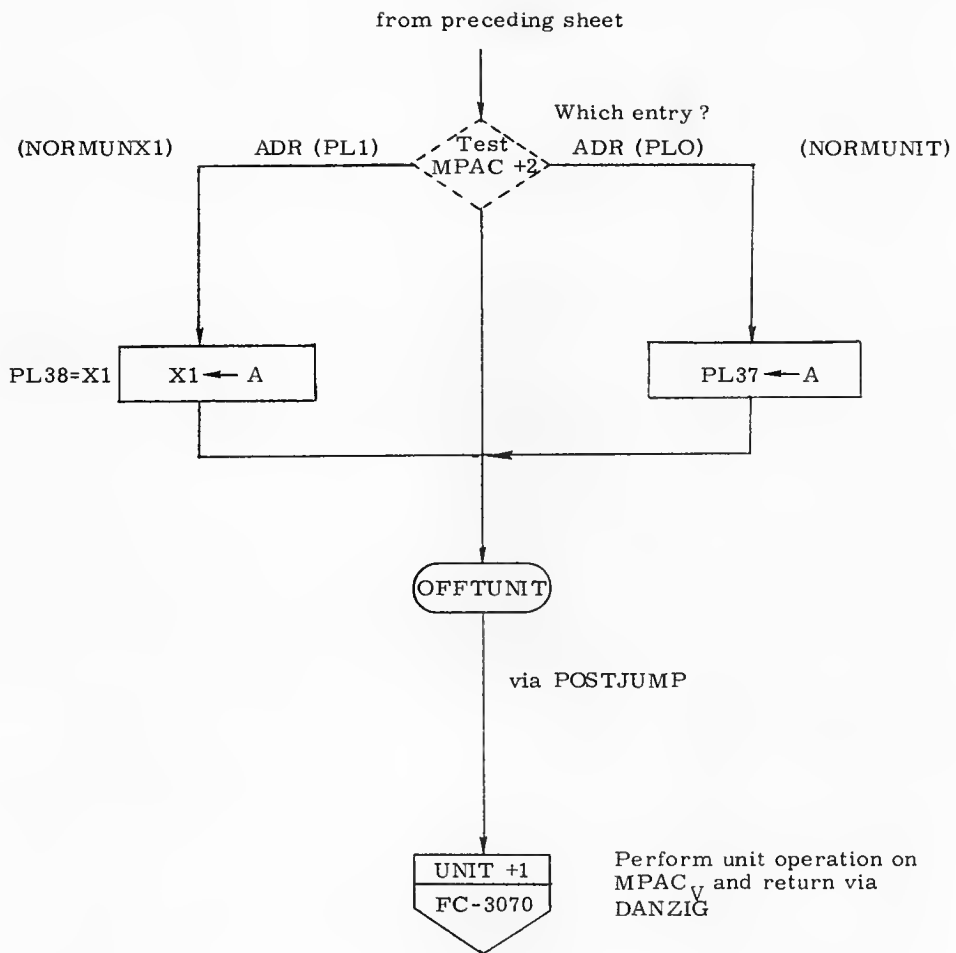 from preceding sheet
Which entry ?
(NORMUNX1) ADR (PL1) Test ADR (PLO) (NORMUNIT)
MPAC +2
PL38=X1 X1 ← A PL37 ← A
OFFTUNIT
via POSTJUMP
UNIT +1
FC-3070
Perform unit operation on
MPACV and return via
DANZIG